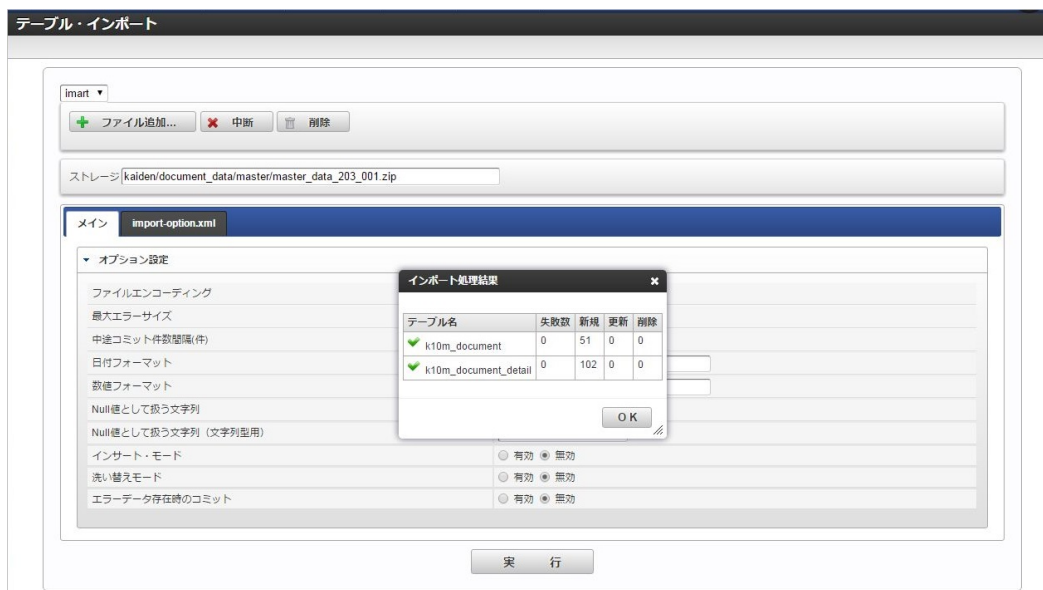 テーブル・インポート
imart ▼
ファイル追加... 中断 削除
ストレージ kaiden/document_data/master/master_data_203_001.zip
メイン import-option.xml
オプション設定
ファイルエンコーディング
最大エラーサイズ
中途コミット件数間隔(件)
日付フォーマット
数値フォーマット
Null値として扱う文字列
Null値として扱う文字列（文字列型用）
インサート・モード 有効 無効
洗い替えモード 有効 無効
エラーデータ存在時のコミット 有効 無効
インポート処理結果
テーブル名 失敗数 新規 更新 削除
k10m_document 0 51 0 0
k10m_document_detail 0 102 0 0
OK
実 行